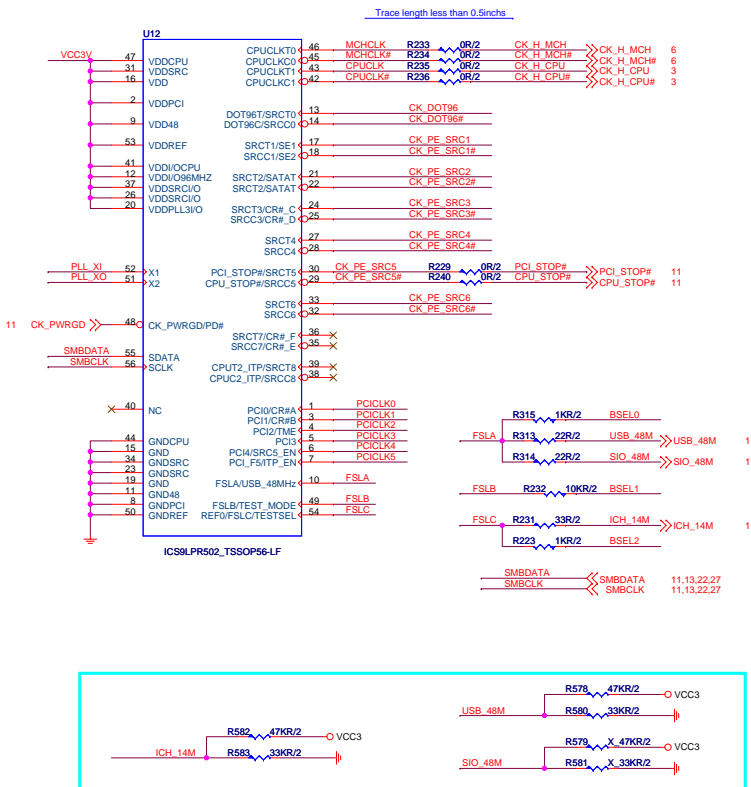 Trace length less than 0.5inchs
U12
VCC3V
47 VDDCPU CPUCLKT0 46 MCHCLK R233 0R/2 CK_H_MCH CK_H_MCH 6
31 VDDSRC CPUCLKC0 45 MCHCLK# R234 0R/2 CK_H_MCH# CK_H_MCH# 6
16 VDD CPUCLKT1 43 CPUCLK R235 0R/2 CK_H_CPU CK_H_CPU 3
CPUCLKC1 42 CPUCLK# R236 0R/2 CK_H_CPU# CK_H_CPU# 3
2 VDDPCI
9 VDD48 DOT96T/SRCT0 13 CK_DOT96
DOT96C/SRCC0 14 CK_DOT96#
53 VDDREF SRCT1/SE1 17 CK_PE_SRC1
SRCC1/SE2 18 CK_PE_SRC1#
41 VDDI/OCPU
12 VDDI/O96MHZ SRCT2/SATAT 21 CK_PE_SRC2
37 VDDSRCI/O SRCT2/SATAT 22 CK_PE_SRC2#
26 VDDSRCI/O
20 VDDPLL3I/O SRCT3/CR#_C 24 CK_PE_SRC3
SRCC3/CR#_D 25 CK_PE_SRC3#
SRCT4 27 CK_PE_SRC4
SRCC4 28 CK_PE_SRC4#
PLL_XI 52 X1 PCI_STOP#/SRCT5 30 CK_PE_SRC5 R229 0R/2 PCI_STOP# PCI_STOP# 11
PLL_XO 51 X2 CPU_STOP#/SRCC5 29 CK_PE_SRC5# R240 0R/2 CPU_STOP# CPU_STOP# 11
SRCT6 33 CK_PE_SRC6
SRCC6 32 CK_PE_SRC6#
11 CK_PWRGD 48 CK_PWRGD/PD#
SRCT7/CR#_F 36
SRCC7/CR#_E 35
SMBDATA 55 SDATA
SMBCLK 56 SCLK CPUT2_ITP/SRCT8 39
CPUC2_ITP/SRCC8 38
40 NC PCI0/CR#A 1 PCICLK0
PCI1/CR#B 3 PCICLK1
PCI2/TME 4 PCICLK2
44 GNDCPU PCI3 5 PCICLK3
15 GND PCI4/SRC5_EN 6 PCICLK4
34 GNDSRC PCI_F5/ITP_EN 7 PCICLK5
23 GNDSRC
19 GND FSLA/USB_48MHz 10 FSLA
11 GND48
8 GNDPCI FSLB/TEST_MODE 49 FSLB
50 GNDREF REF0/FSLC/TESTSEL 54 FSLC
ICS9LPR502_TSSOP56-LF
R315 1KR/2 BSEL0
FSLA R313 22R/2 USB_48M USB_48M 1
R314 22R/2 SIO_48M SIO_48M 1
FSLB R232 10KR/2 BSEL1
FSLC R231 33R/2 ICH_14M ICH_14M 1
R223 1KR/2 BSEL2
SMBDATA SMBDATA 11,13,22,27
SMBCLK SMBCLK 11,13,22,27
R578 47KR/2 VCC3
USB_48M R580 33KR/2
R582 47KR/2 VCC3
ICH_14M R583 33KR/2
R579 X_47KR/2 VCC3
SIO_48M R581 X_33KR/2